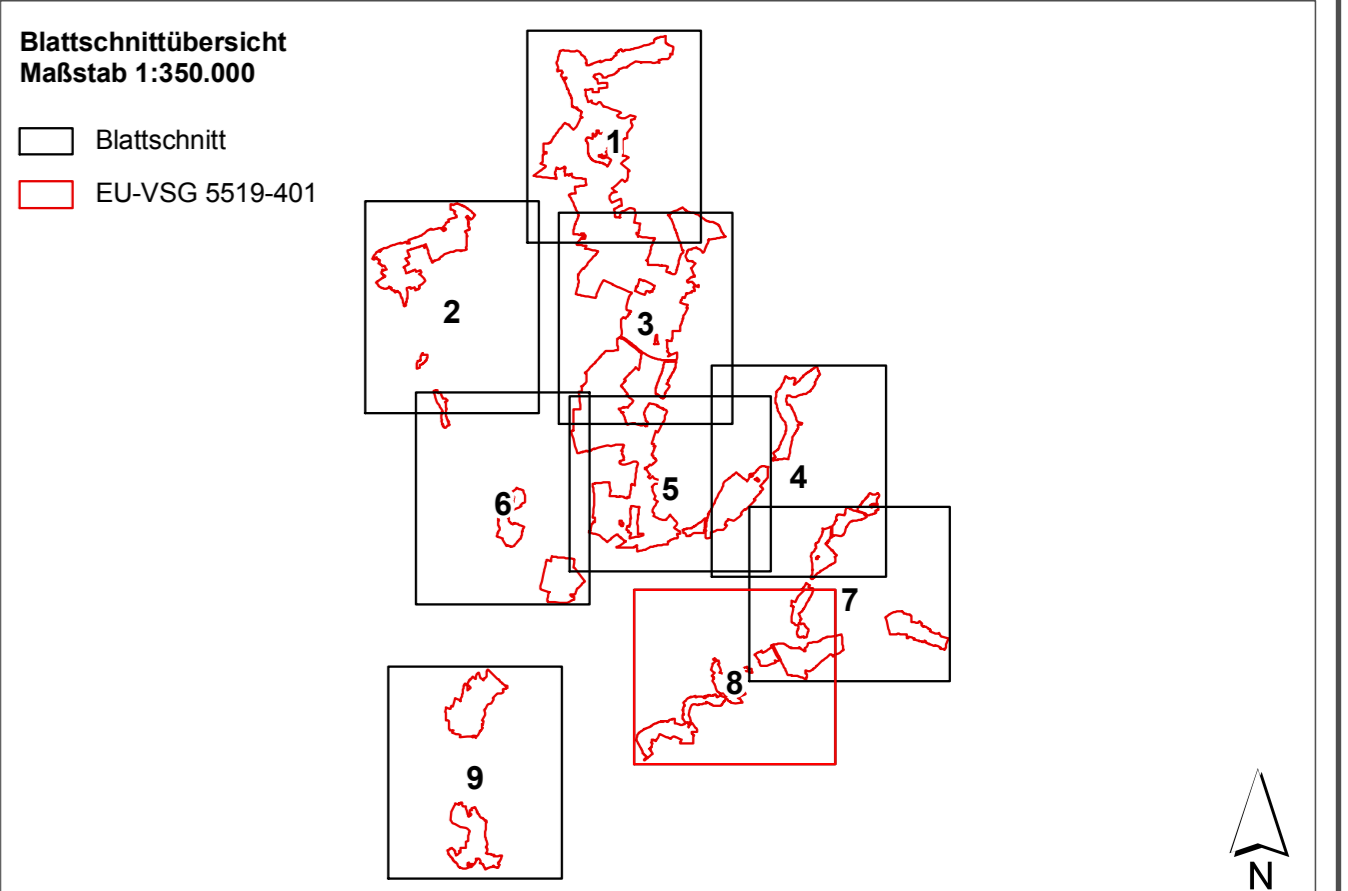 Blattschnittübersicht
Maßstab 1:350.000
Blattschnitt
EU-VSG 5519-401
1
2
3
4
5
6
7
8
9
N